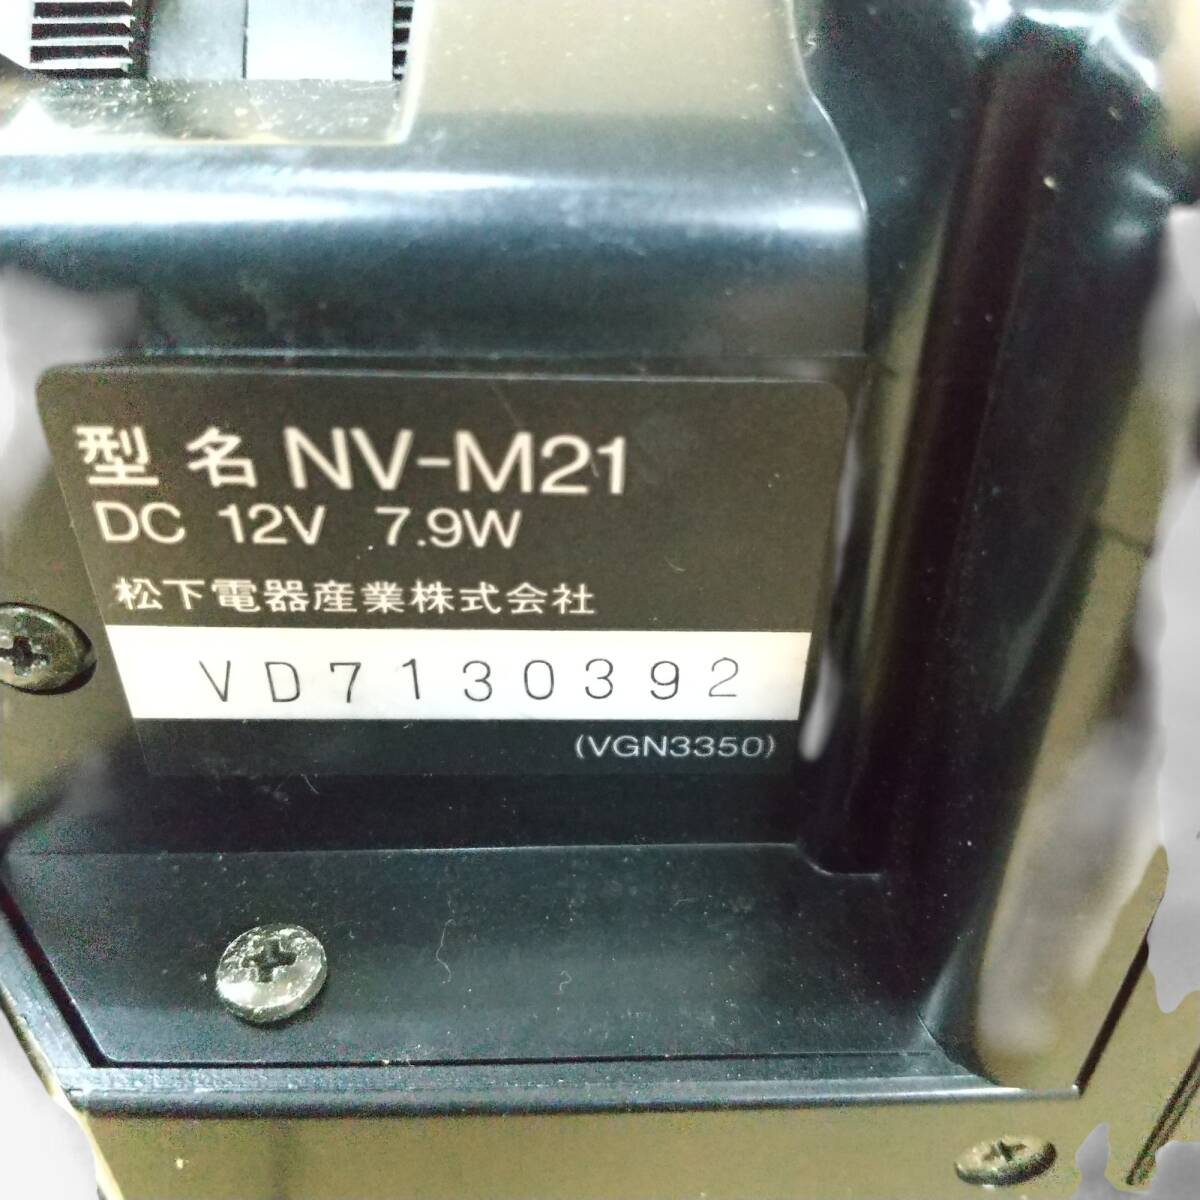 型名 NV-M21
DC 12V 7.9W
松下電器産業株式会社
VD7130392
(VGN3350)